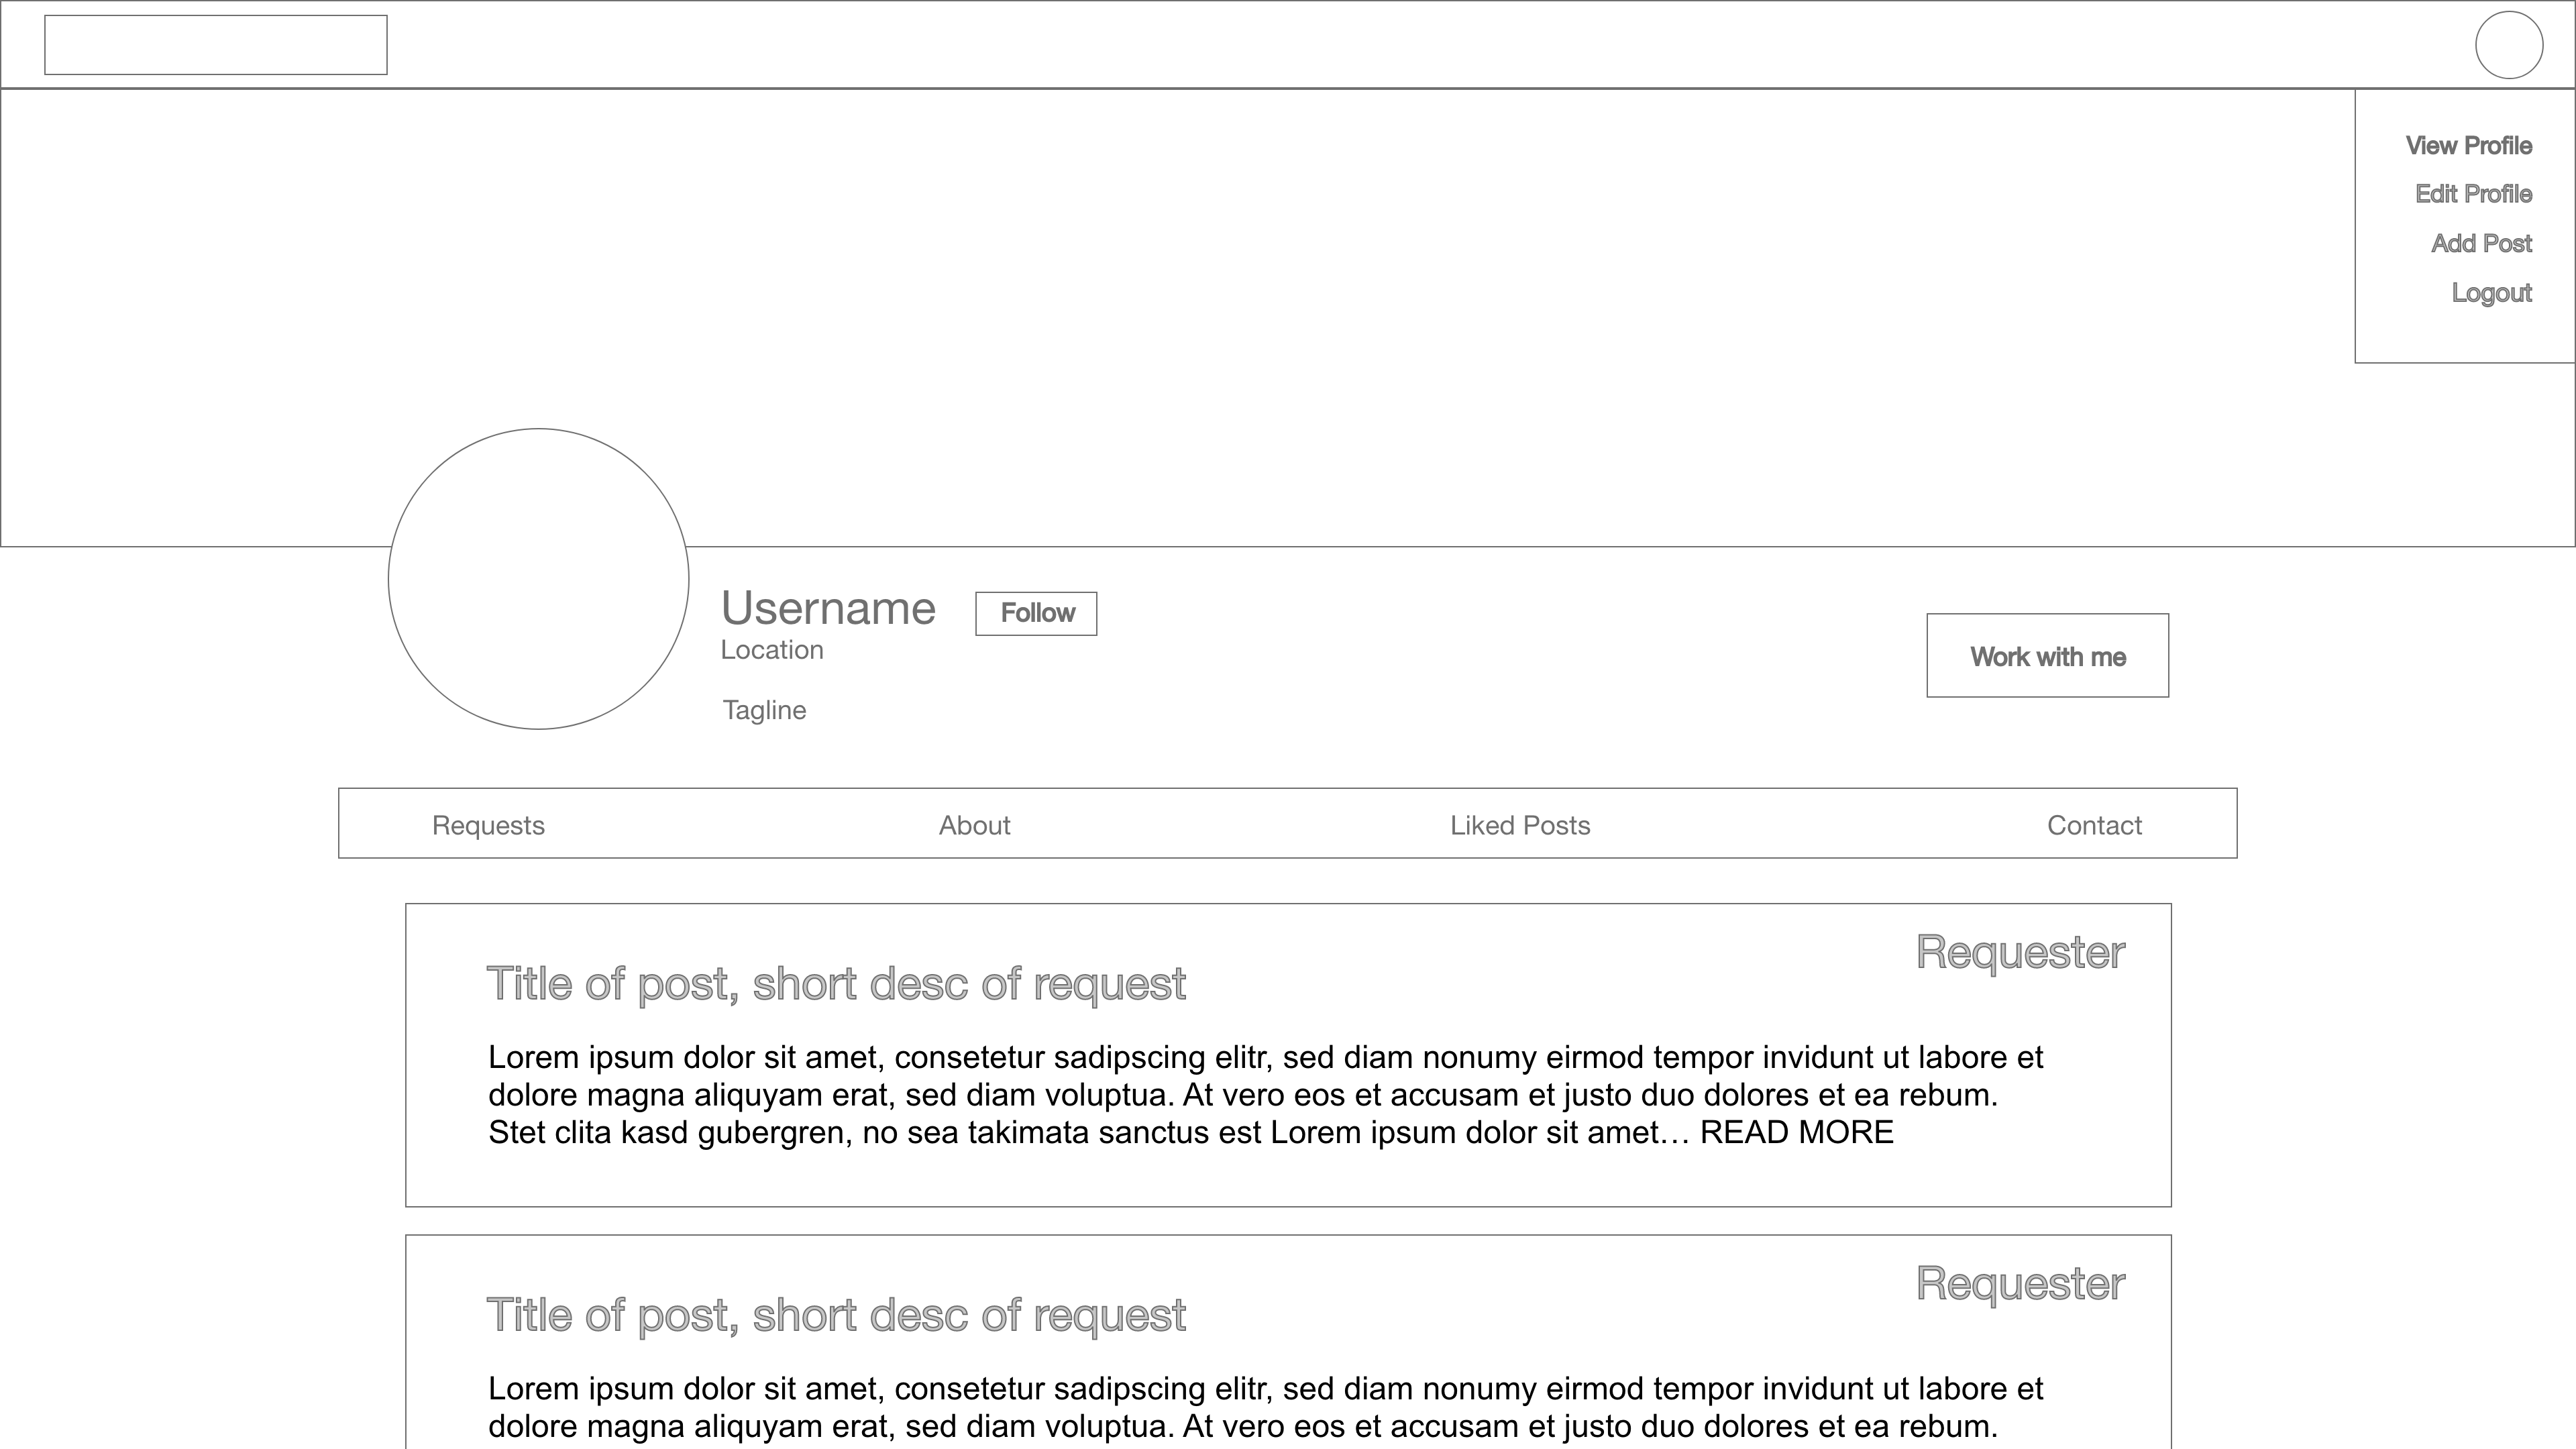 View Profile
Edit Profile
Add Post
Logout
Username
Follow
Location
Tagline
Work with me
Requests
About
Liked Posts
Contact
Requester
Title of post, short desc of request
Lorem ipsum dolor sit amet, consetetur sadipscing elitr, sed diam nonumy eirmod tempor invidunt ut labore et
dolore magna aliquyam erat, sed diam voluptua. At vero eos et accusam et justo duo dolores et ea rebum.
Stet clita kasd gubergren, no sea takimata sanctus est Lorem ipsum dolor sit amet… READ MORE
Requester
Title of post, short desc of request
Lorem ipsum dolor sit amet, consetetur sadipscing elitr, sed diam nonumy eirmod tempor invidunt ut labore et
dolore magna aliquyam erat, sed diam voluptua. At vero eos et accusam et justo duo dolores et ea rebum.